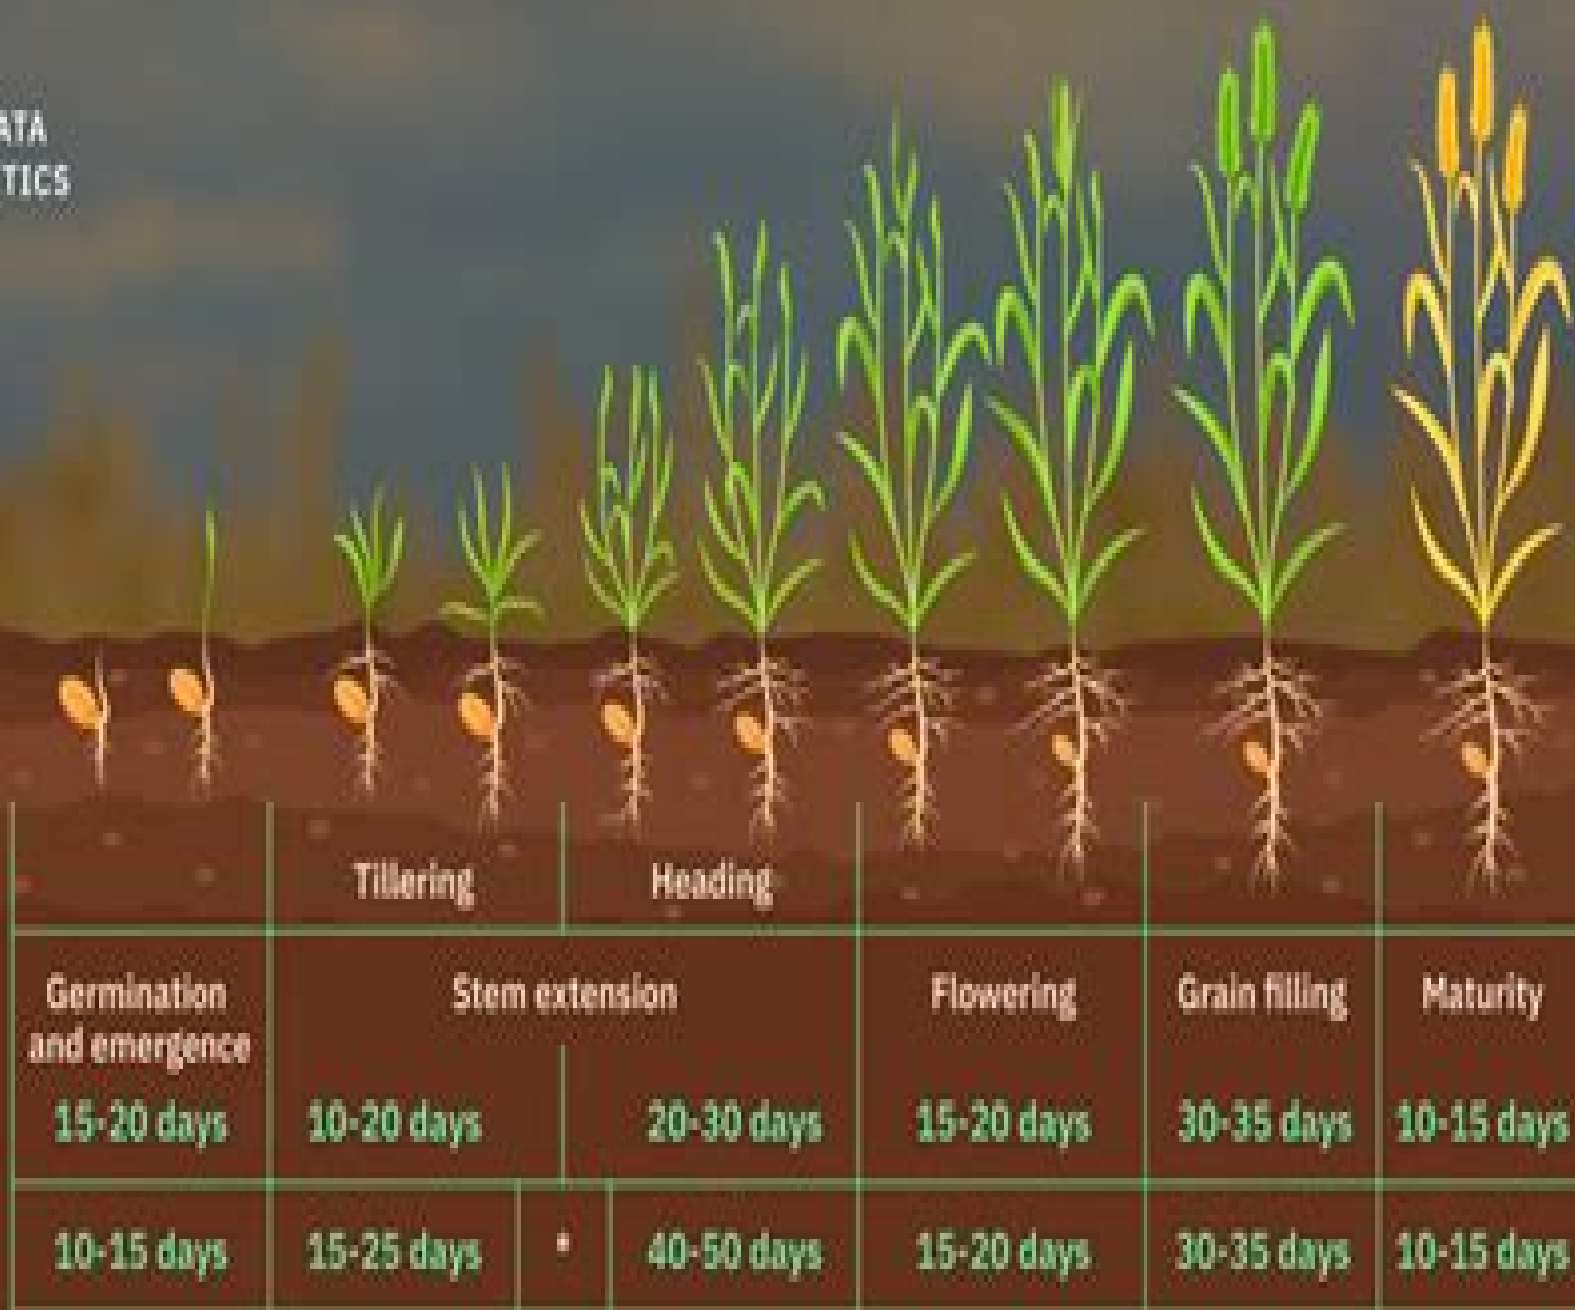 ATA
TICS
Tillering Heading
Germination
and emergence
Stem extension
Flowering
Grain filling
Maturity
15-20 days 10-20 days 20-30 days 15-20 days 30-35 days 10-15 days
10-15 days 15-25 days * 40-50 days 15-20 days 30-35 days 10-15 days